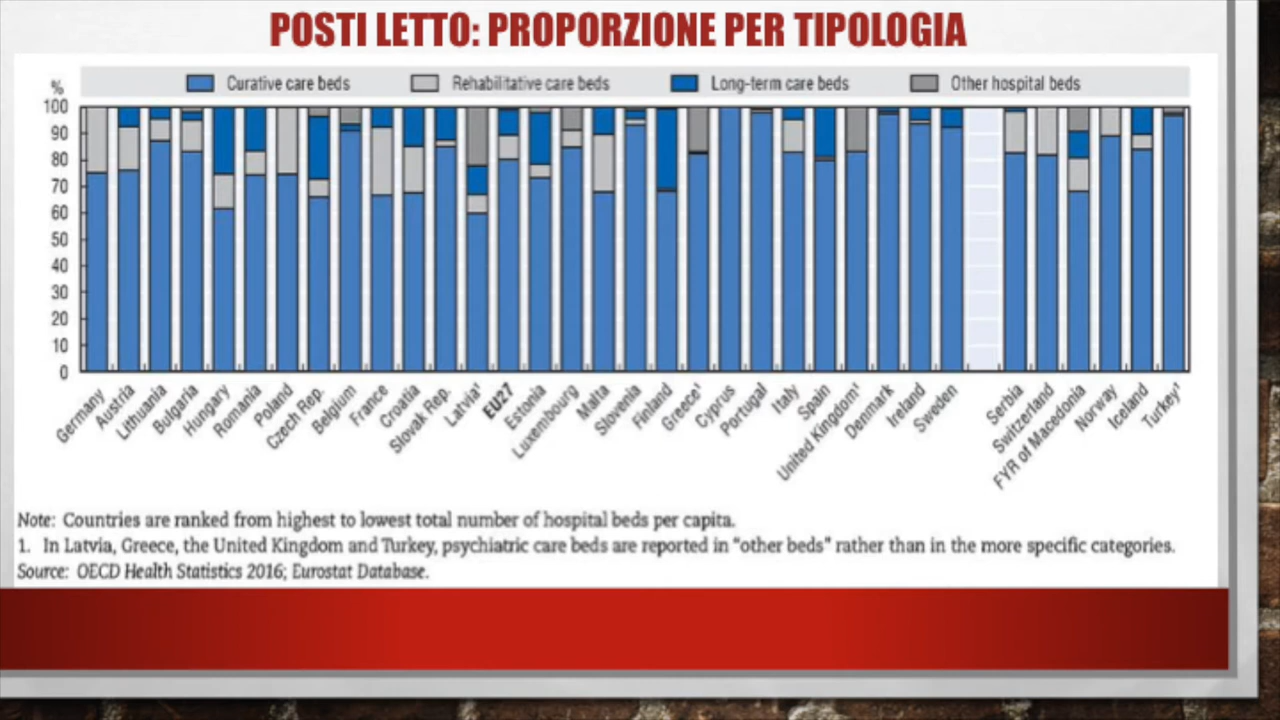 POSTI LETTO: PROPORZIONE PER TIPOLOGIA
Curative care beds Rehabilitative care beds Long-term care beds Other hospital beds
%
100
90
80
70
60
50
40
30
20
10
0
Germany
Austria
Lithuania
Bulgaria
Hungary
Romania
Poland
Czech Rep.
Belgium
France
Croatia
Slovak Rep.
Latvia¹
EU27
Estonia
Luxembourg
Malta
Slovenia
Finland
Greece¹
Cyprus
Portugal
Italy
Spain
United Kingdom¹
Denmark
Ireland
Sweden
Serbia
Switzerland
FYR of Macedonia
Norway
Iceland
Turkey¹
Note: Countries are ranked from highest to lowest total number of hospital beds per capita.
1. In Latvia, Greece, the United Kingdom and Turkey, psychiatric care beds are reported in “other beds” rather than in the more specific categories.
Source: OECD Health Statistics 2016; Eurostat Database.